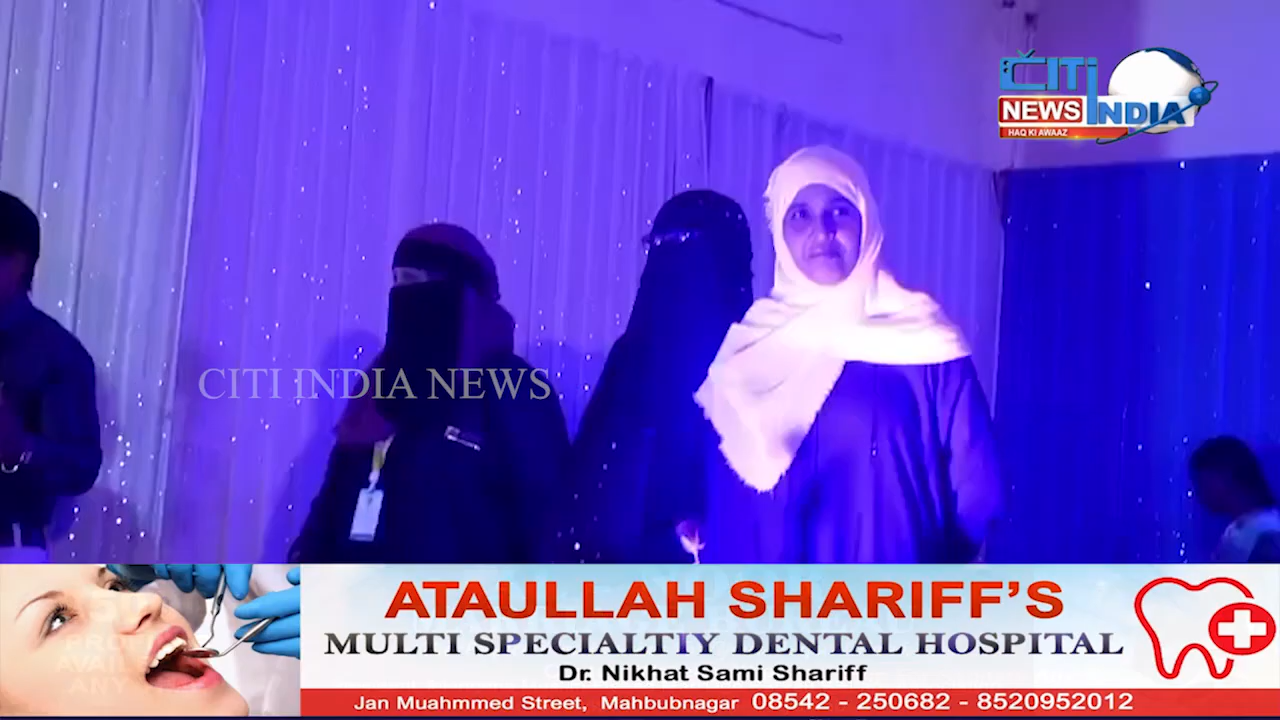 CITI
NEWS INDIA
HAQ KI AWAAZ
CITI INDIA NEWS
ATAULLAH SHARIFF'S
MULTI SPECIALTIY DENTAL HOSPITAL
Dr. Nikhat Sami Shariff
Jan Muahmmed Street, Mahbubnagar 08542 - 250682 - 8520952012